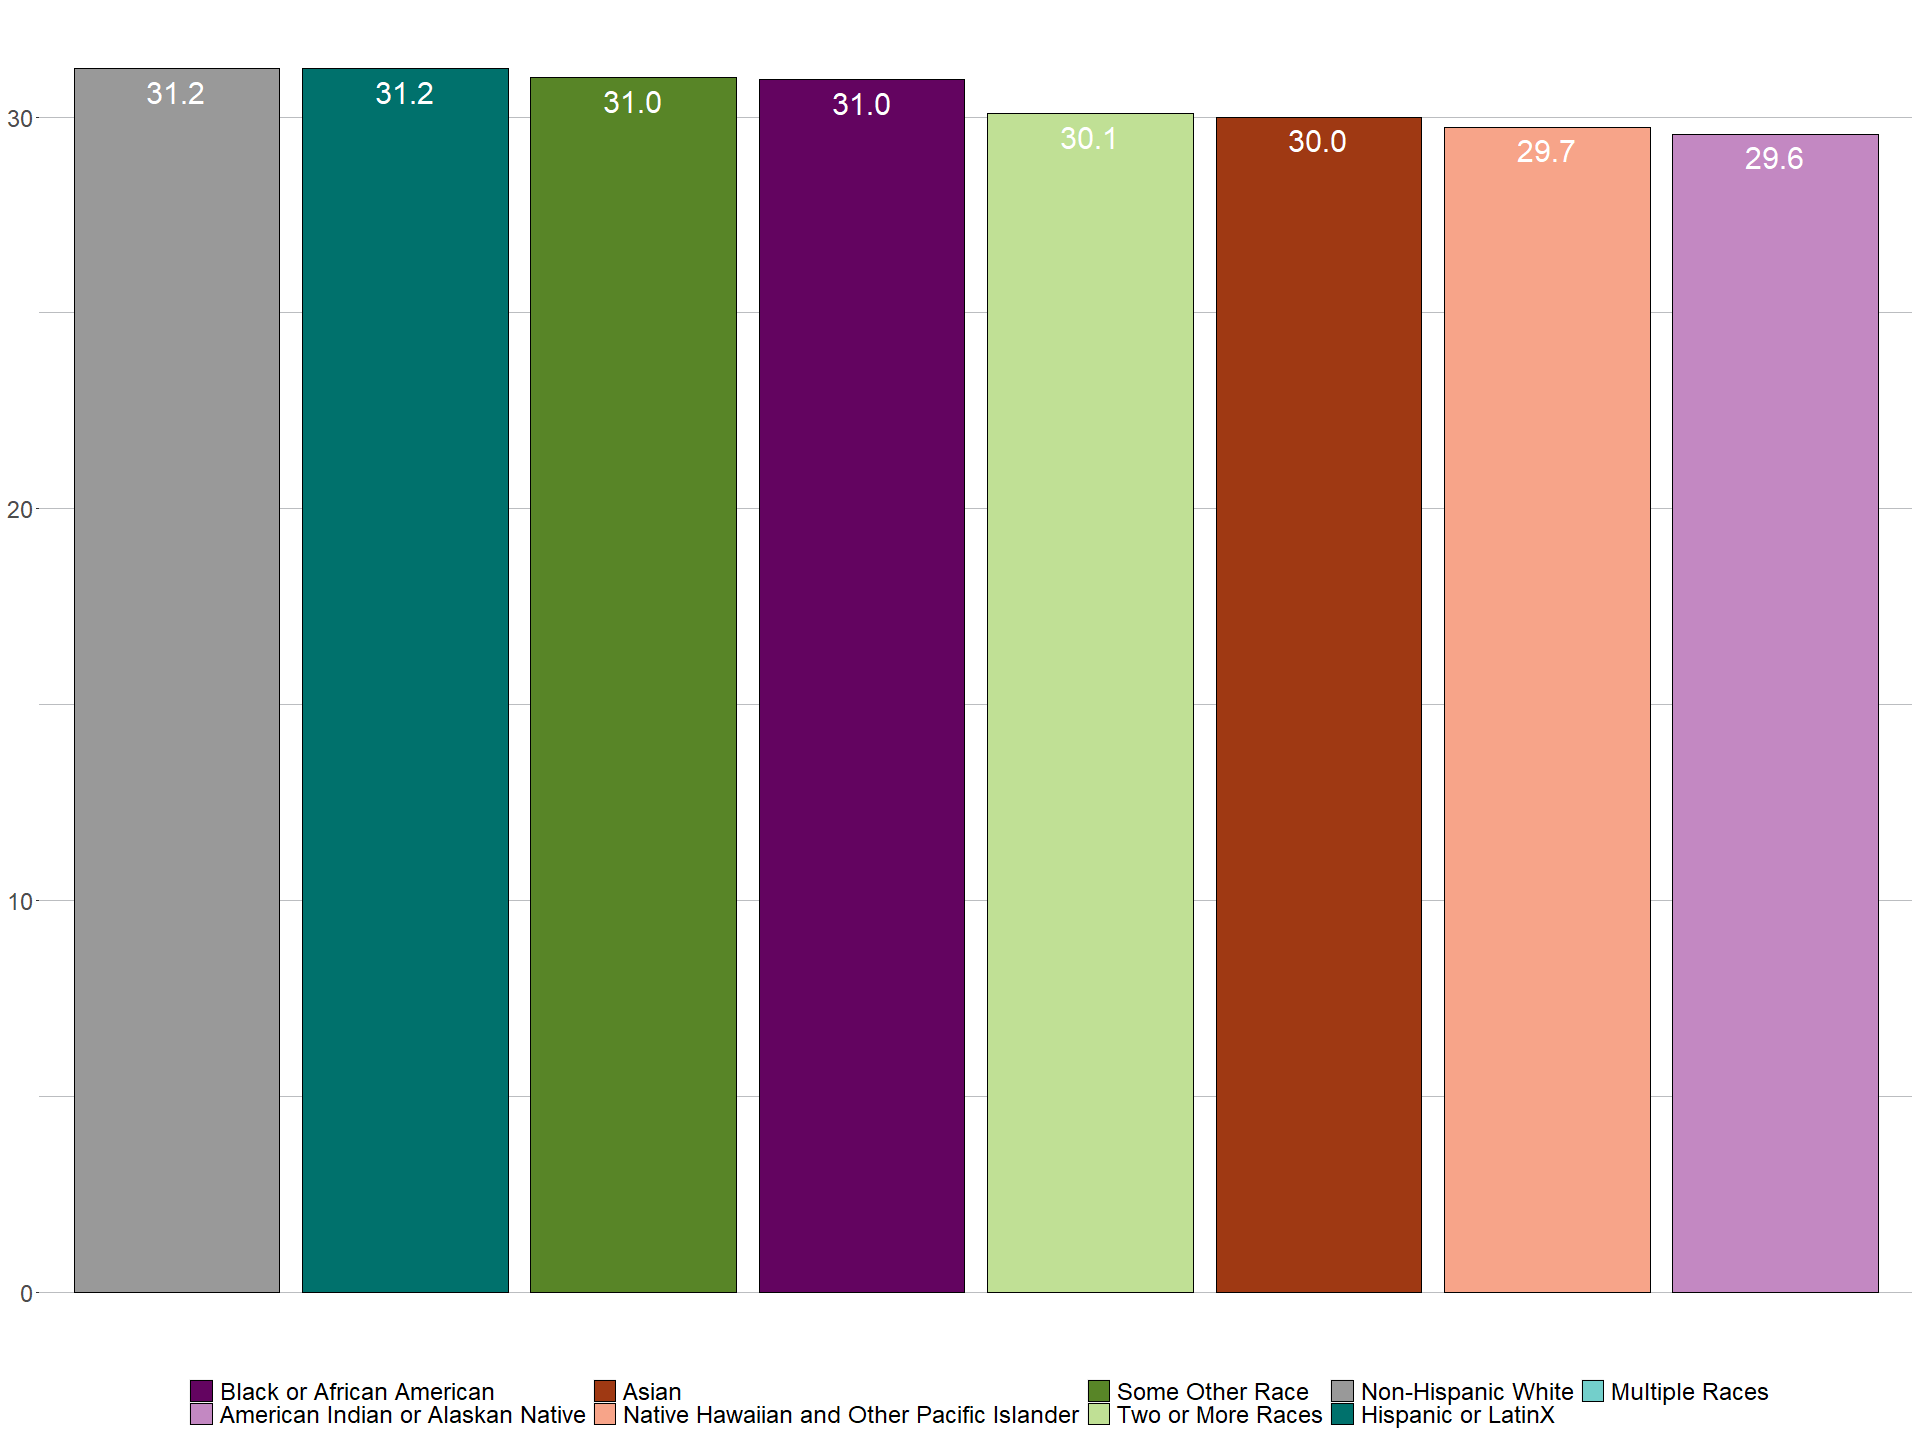 31.2
31.2
31.0
31.0
30.1
30.0
29.7
29.6
30
20
10
0
Black or African American
Asian
Some Other Race
Non-Hispanic White
Multiple Races
American Indian or Alaskan Native
Native Hawaiian and Other Pacific Islander
Two or More Races
Hispanic or LatinX